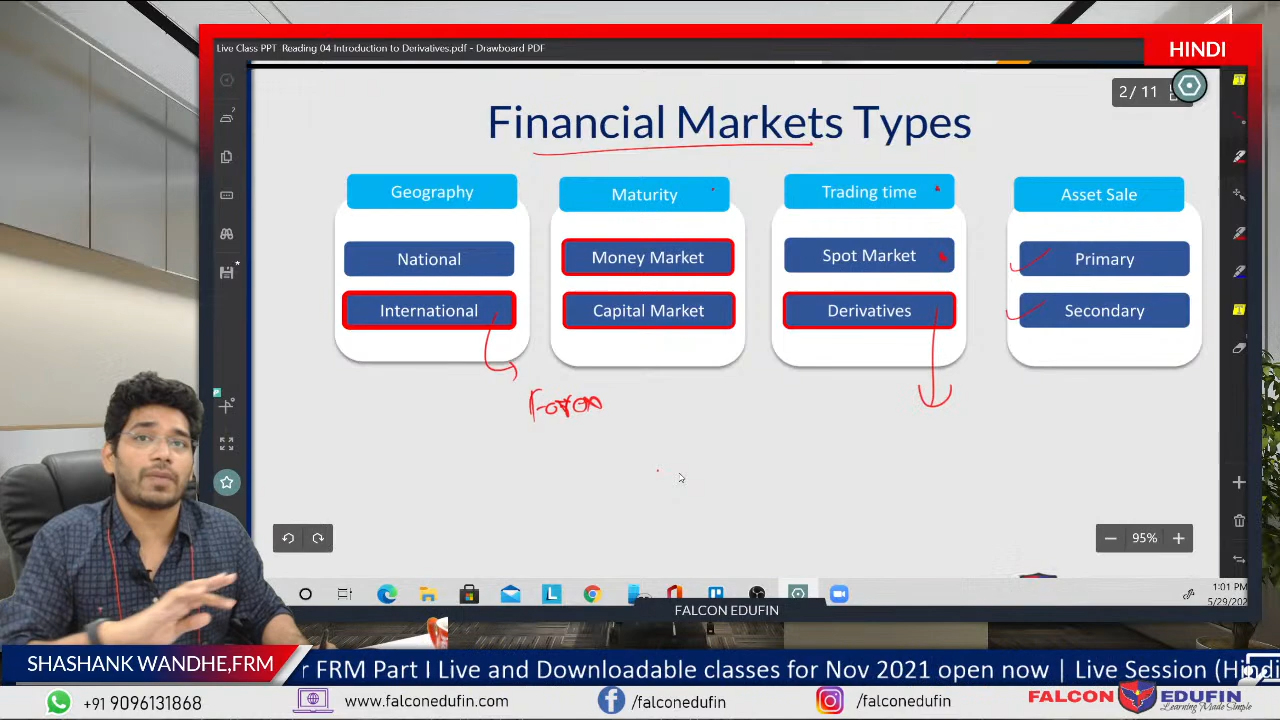 Live Class PPT Reading 04 Introduction to Derivatives.pdf - Drawboard PDF
HINDI
2 / 11
Financial Markets Types
Geography
National
International
Maturity
Money Market
Capital Market
Trading time
Spot Market
Derivatives
Asset Sale
Primary
Secondary
95%
1:01 PM
FALCON EDUFIN
SHASHANK WANDHE,FRM
r FRM Part I Live and Downloadable classes for Nov 2021 open now | Live Session (Hindi
+91 9096131868
www.falconedufin.com
/falconedufin
/falconedufin
FALCON EDUFIN
Learning Made Simple